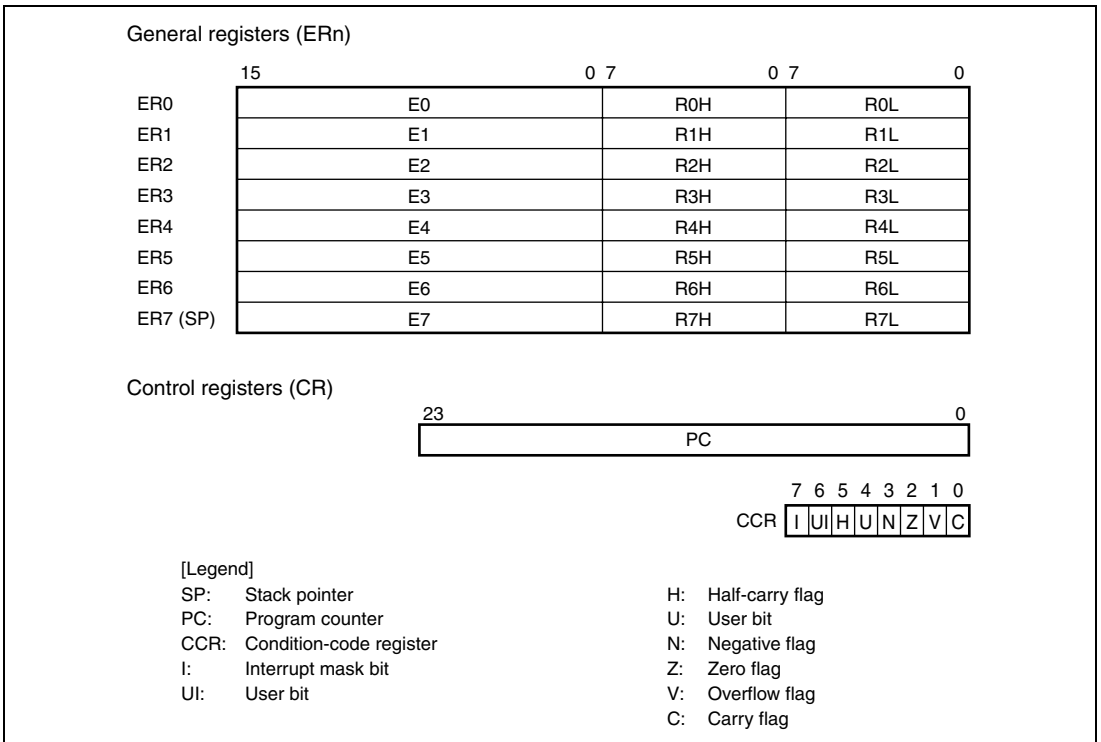 General registers (ERn)
15 0 7 0 7 0
ER0 E0 R0H R0L
ER1 E1 R1H R1L
ER2 E2 R2H R2L
ER3 E3 R3H R3L
ER4 E4 R4H R4L
ER5 E5 R5H R5L
ER6 E6 R6H R6L
ER7 (SP) E7 R7H R7L
Control registers (CR)
23 0
PC
7 6 5 4 3 2 1 0
CCR I UI H U N Z V C
[Legend]
SP: Stack pointer
PC: Program counter
CCR: Condition-code register
I: Interrupt mask bit
UI: User bit
H: Half-carry flag
U: User bit
N: Negative flag
Z: Zero flag
V: Overflow flag
C: Carry flag